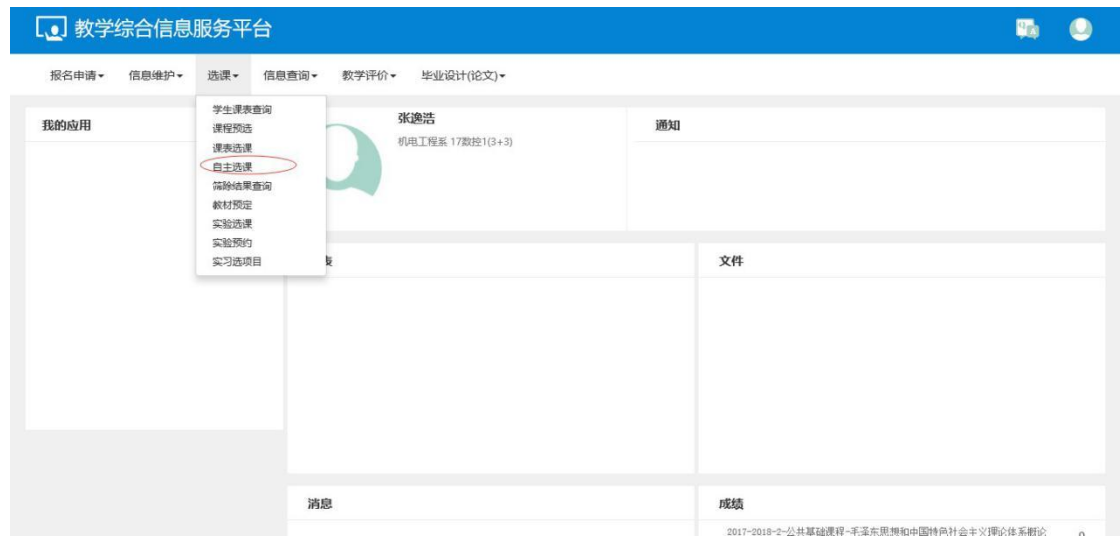 教学综合信息服务平台
报名申请 信息维护 选课 信息查询 教学评价 毕业设计(论文)
我的应用
学生课表查询
课程预选
课表选课
自主选课
筛除结果查询
教材预定
实验选课
实验预约
实习选项目
张逸浩
机电工程系 17数控1(3+3)
通知
表
文件
消息
成绩
2017-2018-2-公共基础课程-毛泽东思想和中国特色社会主义理论体系概论